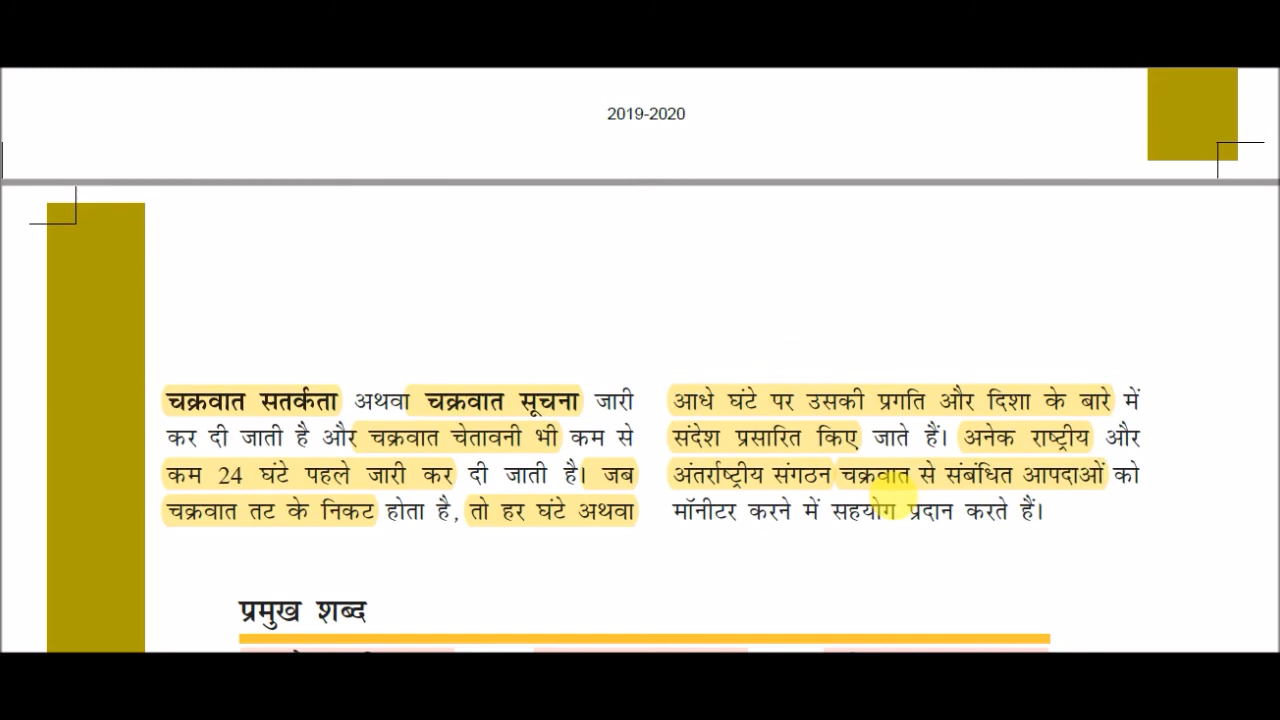 2019-2020
चक्रवात सतर्कता अथवा चक्रवात सूचना जारी
कर दी जाती है और चक्रवात चेतावनी भी कम से
कम 24 घंटे पहले जारी कर दी जाती है। जब
चक्रवात तट के निकट होता है, तो हर घंटे अथवा
आधे घंटे पर उसकी प्रगति और दिशा के बारे में
संदेश प्रसारित किए जाते हैं। अनेक राष्ट्रीय और
अंतर्राष्ट्रीय संगठन चक्रवात से संबंधित आपदाओं को
मॉनीटर करने में सहयोग प्रदान करते हैं।
प्रमुख शब्द